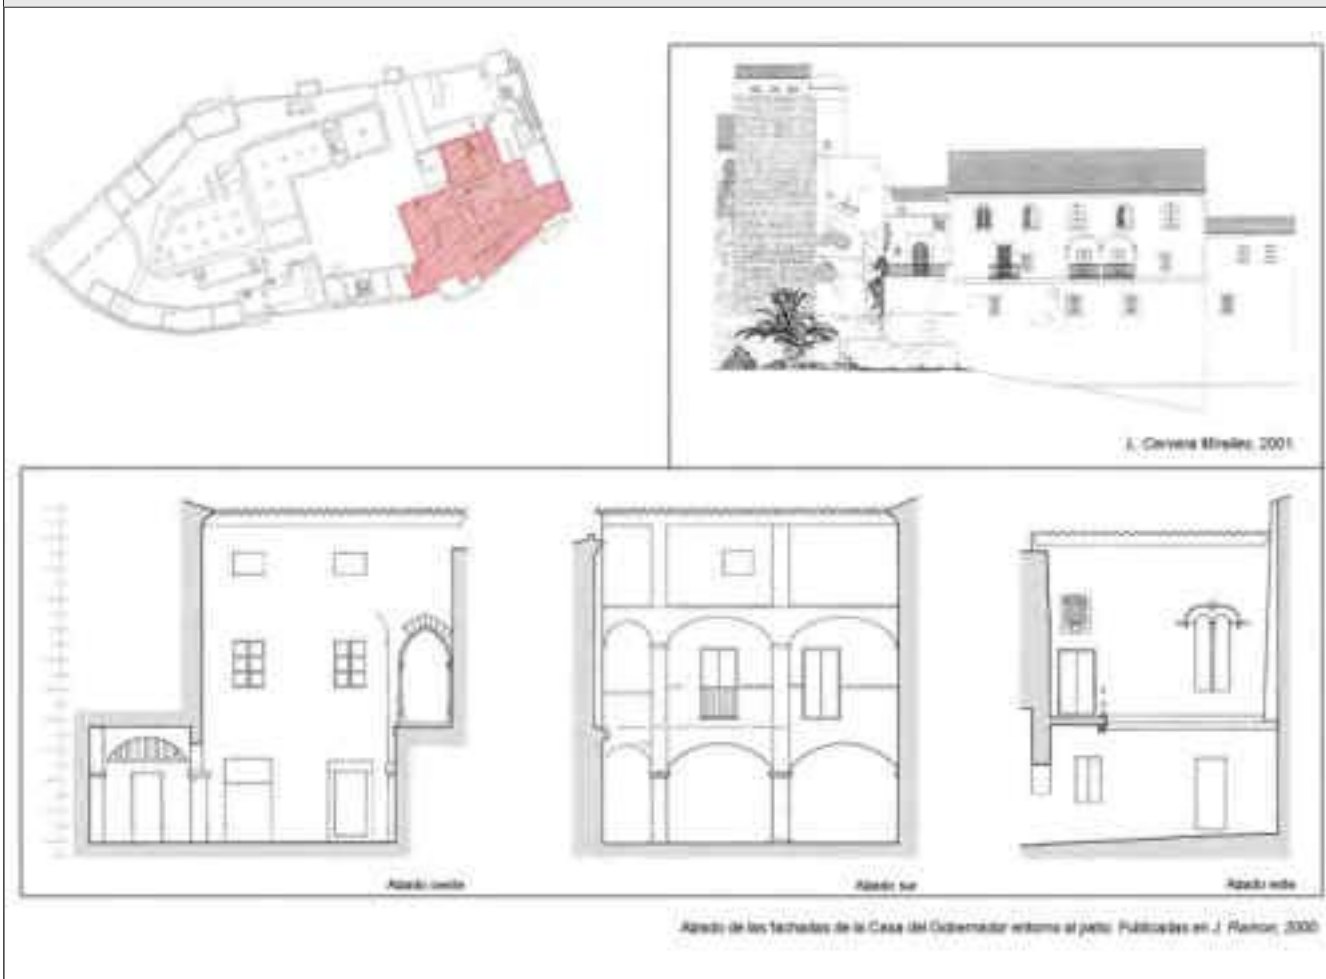 J. Cervera Miralles, 2001
Alzado oeste
Alzado sur
Alzado este
Alzado de las fachadas de la Casa del Gobernador entorno al patio. Publicadas en J. Ramon, 2000